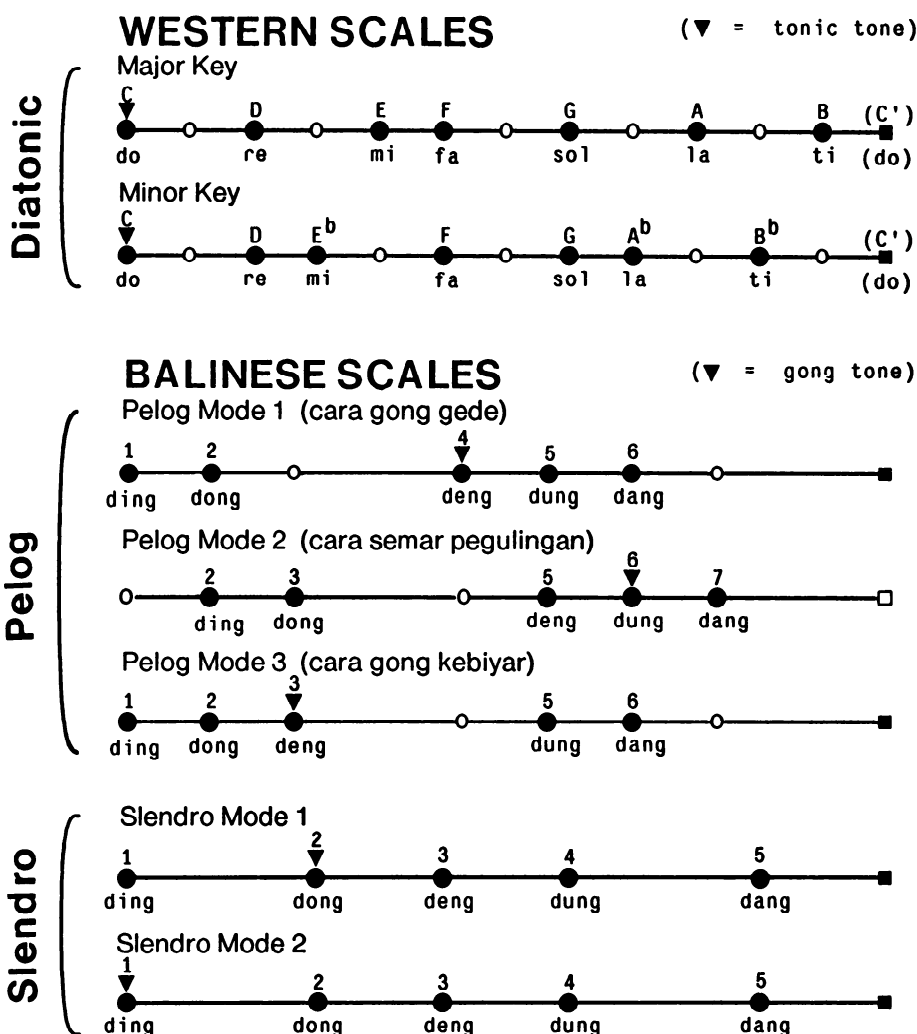 WESTERN SCALES (▼ = tonic tone)
Diatonic
Major Key
C D E F G A B (C')
do re mi fa sol la ti (do)
Minor Key
C D E♭ F G A♭ B♭ (C')
do re mi fa sol la ti (do)
BALINESE SCALES (▼ = gong tone)
Pelog
Pelog Mode 1 (cara gong gede)
1 2 4 5 6
ding dong deng dung dang
Pelog Mode 2 (cara semar pegulingan)
2 3 5 6 7
ding dong deng dung dang
Pelog Mode 3 (cara gong kebiyar)
1 2 3 5 6
ding dong deng dung dang
Slendro
Slendro Mode 1
1 2 3 4 5
ding dong deng dung dang
Slendro Mode 2
1 2 3 4 5
ding dong deng dung dang